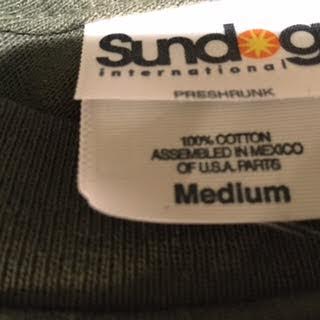 Sundog
international
PRESHRUNK
100% COTTON
ASSEMBLED IN MEXICO
OF U.S.A. PARTS
Medium